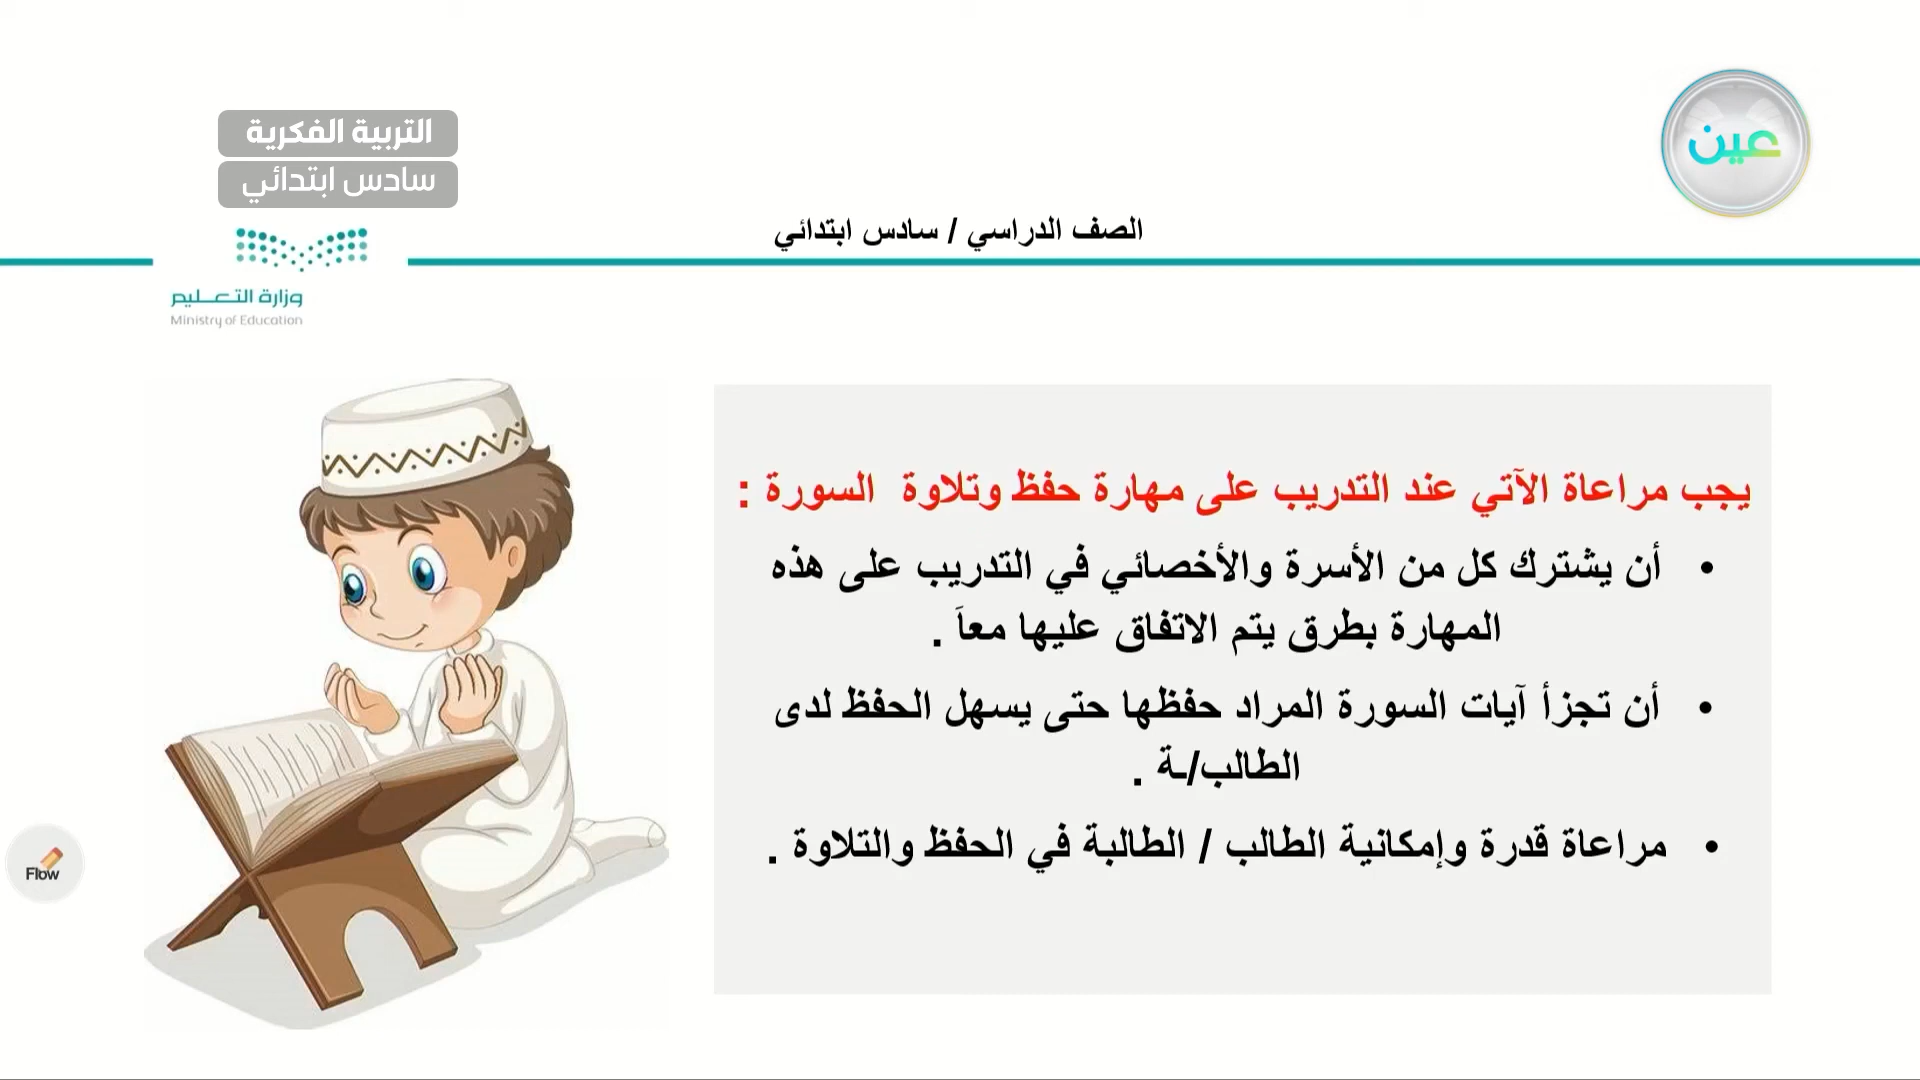 التربية الفكرية
سادس ابتدائي
عين
الصف الدراسي / سادس ابتدائي
وزارة التعـــليم
Ministry of Education
يجب مراعاة الآتي عند التدريب على مهارة حفظ وتلاوة السورة :
• أن يشترك كل من الأسرة والأخصائي في التدريب على هذه
المهارة بطرق يتم الاتفاق عليها معاَ .
• أن تجزأ آيات السورة المراد حفظها حتى يسهل الحفظ لدى
الطالب/ـة .
• مراعاة قدرة وإمكانية الطالب / الطالبة في الحفظ والتلاوة .
Flow